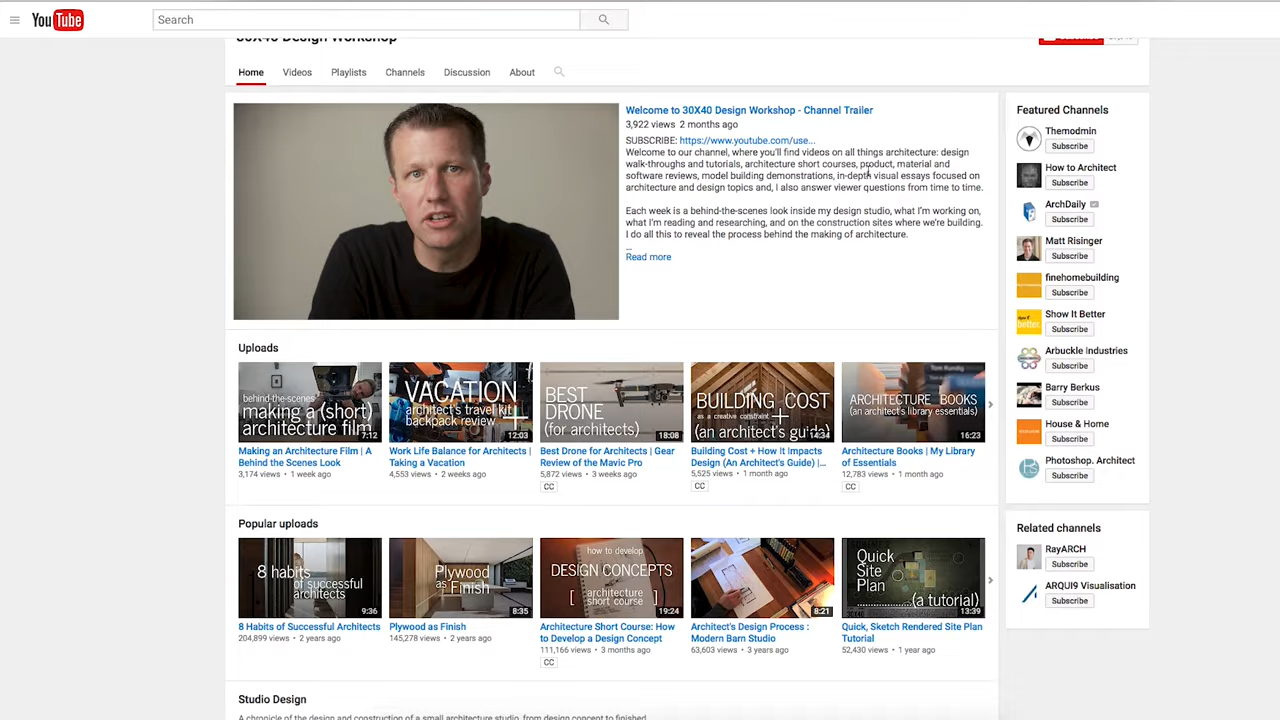 YouTube
Search
30X40 Design Workshop
Home Videos Playlists Channels Discussion About
Welcome to 30X40 Design Workshop - Channel Trailer
3,922 views 2 months ago
SUBSCRIBE: https://www.youtube.com/use...
Welcome to our channel, where you'll find videos on all things architecture: design
walk-throughs and tutorials, architecture short courses, product, material and
software reviews, model building demonstrations, in-depth visual essays focused on
architecture and design topics and, I also answer viewer questions from time to time.
Each week is a behind-the-scenes look inside my design studio, what I'm working on,
what I'm reading and researching, and on the construction sites where we're building.
I do all this to reveal the process behind the making of architecture.
...
Read more
Uploads
behind-the-scenes
making a (short)
architecture film
7:12
Making an Architecture Film | A
Behind the Scenes Look
3,174 views • 1 week ago
VACATION
architect's travel kit
backpack review
12:03
Work Life Balance for Architects |
Taking a Vacation
4,553 views • 2 weeks ago
BEST
DRONE
(for architects)
18:08
Best Drone for Architects | Gear
Review of the Mavic Pro
5,872 views • 3 weeks ago
CC
BUILDING COST
as a creative constraint
(an architect's guide)
14:34
Building Cost + How It Impacts
Design (An Architect's Guide) |...
5,525 views • 1 month ago
CC
Tom Kundig
ARCHITECTURE BOOKS
(an architect's library essentials)
16:23
Architecture Books | My Library
of Essentials
12,783 views • 1 month ago
CC
Popular uploads
8 habits
of successful
architects
9:36
8 Habits of Successful Architects
204,899 views • 2 years ago
Plywood
as Finish
8:35
Plywood as Finish
145,278 views • 2 years ago
how to develop
DESIGN CONCEPTS
[ architecture
short course ]
19:24
Architecture Short Course: How
to Develop a Design Concept
111,166 views • 3 months ago
CC
8:21
Architect's Design Process :
Modern Barn Studio
63,603 views • 3 years ago
Quick
Site
Plan
(a tutorial)
13:39
Quick, Sketch Rendered Site Plan
Tutorial
52,430 views • 1 year ago
Studio Design
A chronicle of the design and construction of a small architecture studio, from design concept to finished
Featured Channels
Themodmin
Subscribe
How to Architect
Subscribe
ArchDaily
Subscribe
Matt Risinger
Subscribe
finehomebuilding
Subscribe
Show It Better
Subscribe
Arbuckle Industries
Subscribe
Barry Berkus
Subscribe
House & Home
Subscribe
Photoshop. Architect
Subscribe
Related channels
RayARCH
Subscribe
ARQUI9 Visualisation
Subscribe